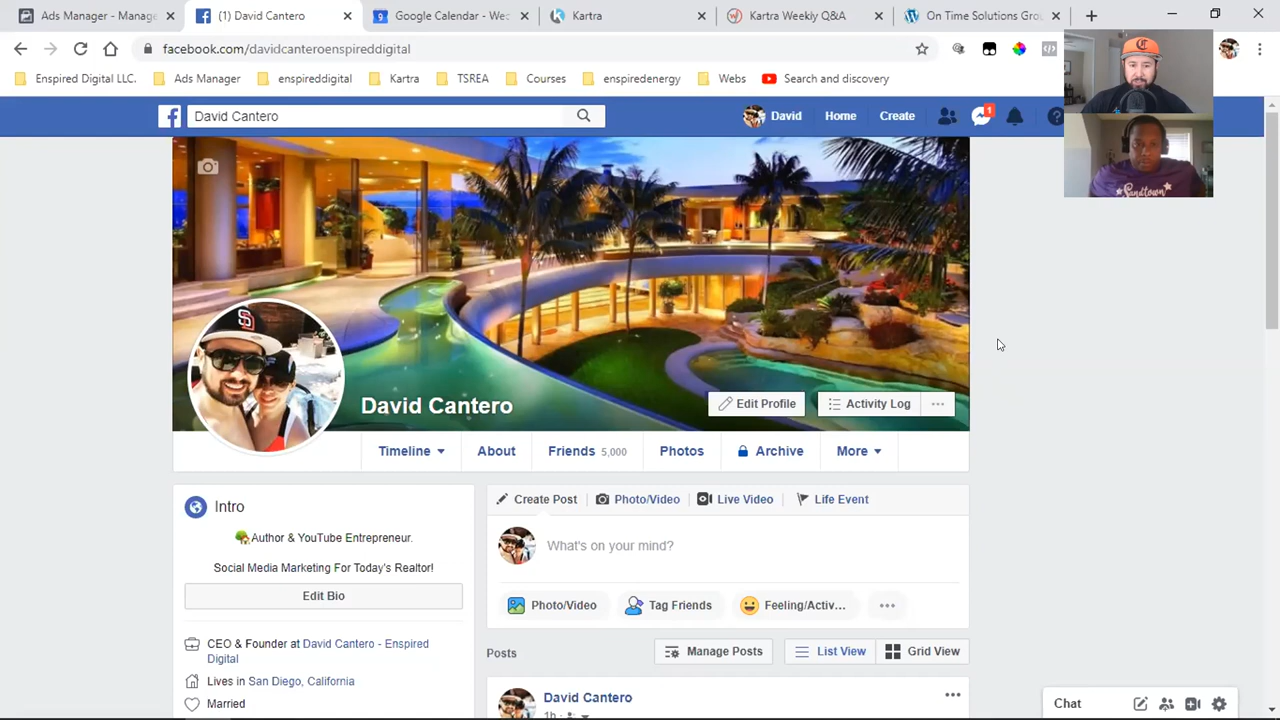 Ads Manager - Manage
(1) David Cantero
Google Calendar - We
Kartra
Kartra Weekly Q&A
On Time Solutions Gro
facebook.com/davidcanteroenspireddigital
Enspired Digital LLC.
Ads Manager
enspireddigital
Kartra
TSREA
Courses
enspiredenergy
Webs
Search and discovery
David Cantero
David
Home
Create
1
Sandtown
David Cantero
Edit Profile
Activity Log
Timeline
About
Friends 5,000
Photos
Archive
More
Intro
Author & YouTube Entrepreneur.
Social Media Marketing For Today's Realtor!
Edit Bio
CEO & Founder at David Cantero - Enspired
Digital
Lives in San Diego, California
Married
Create Post
Photo/Video
Live Video
Life Event
What's on your mind?
Photo/Video
Tag Friends
Feeling/Activ...
Posts
Manage Posts
List View
Grid View
David Cantero
1h
Chat